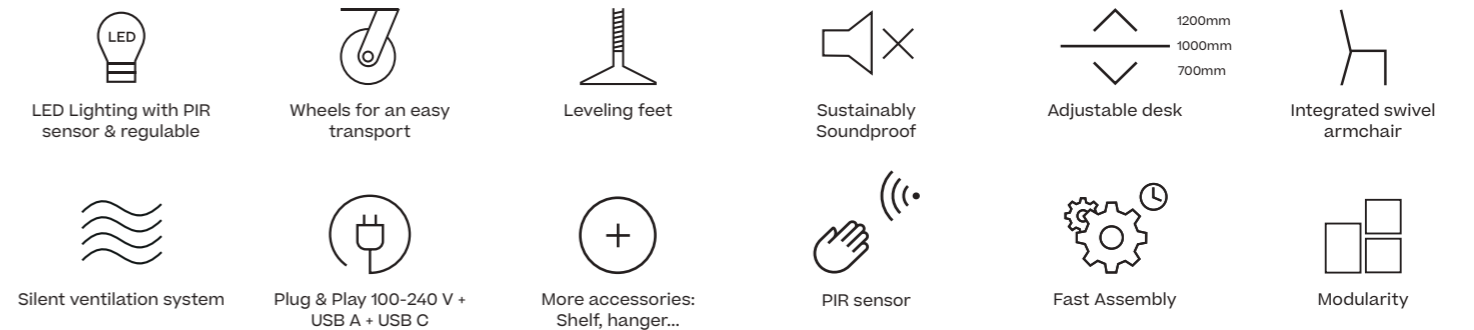 LED
1200mm
1000mm
700mm
LED Lighting with PIR
sensor & regulable
Wheels for an easy
transport
Leveling feet
Sustainably
Soundproof
Adjustable desk
Integrated swivel
armchair
Silent ventilation system
Plug & Play 100-240 V +
USB A + USB C
More accessories:
Shelf, hanger...
PIR sensor
Fast Assembly
Modularity